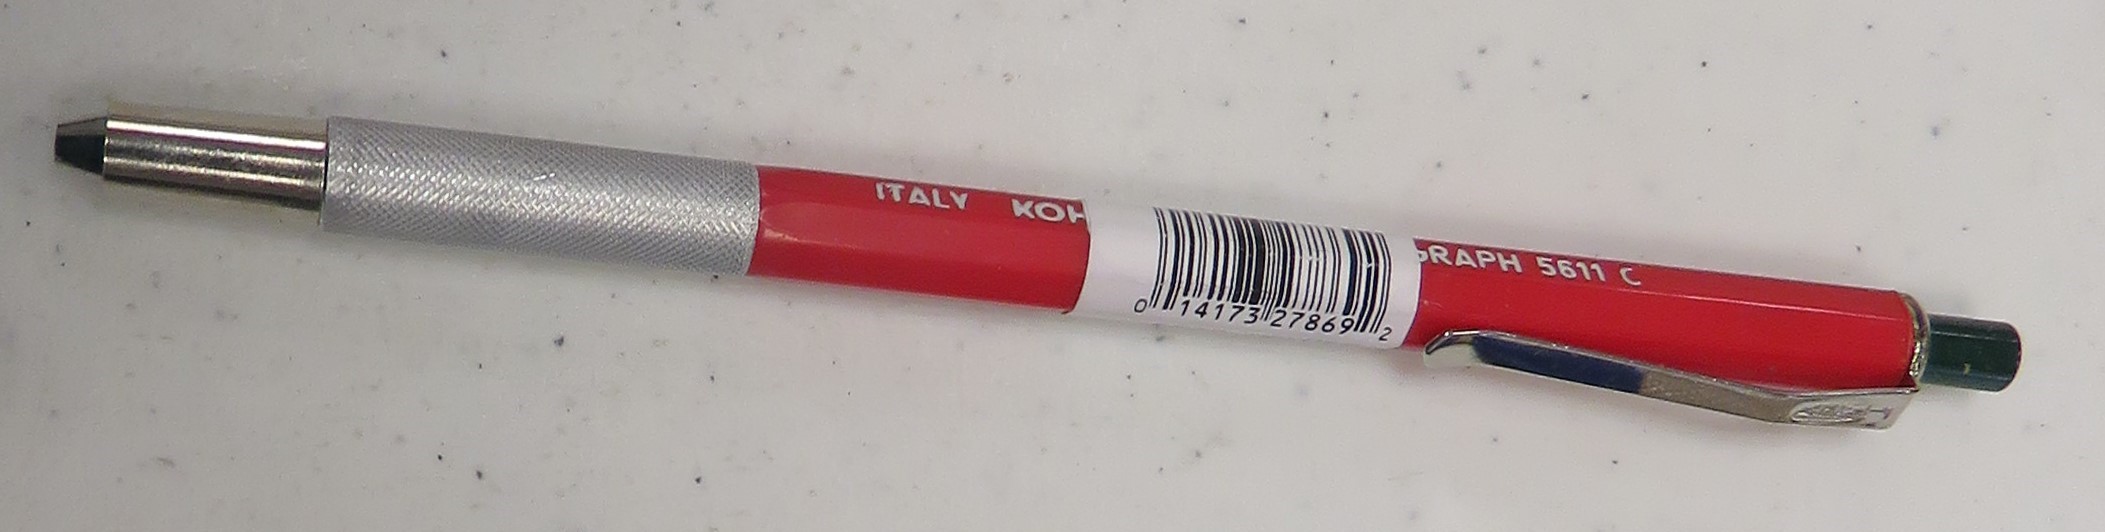 ITALY KOH GRAPH 5611 C
0 14173 27869 2